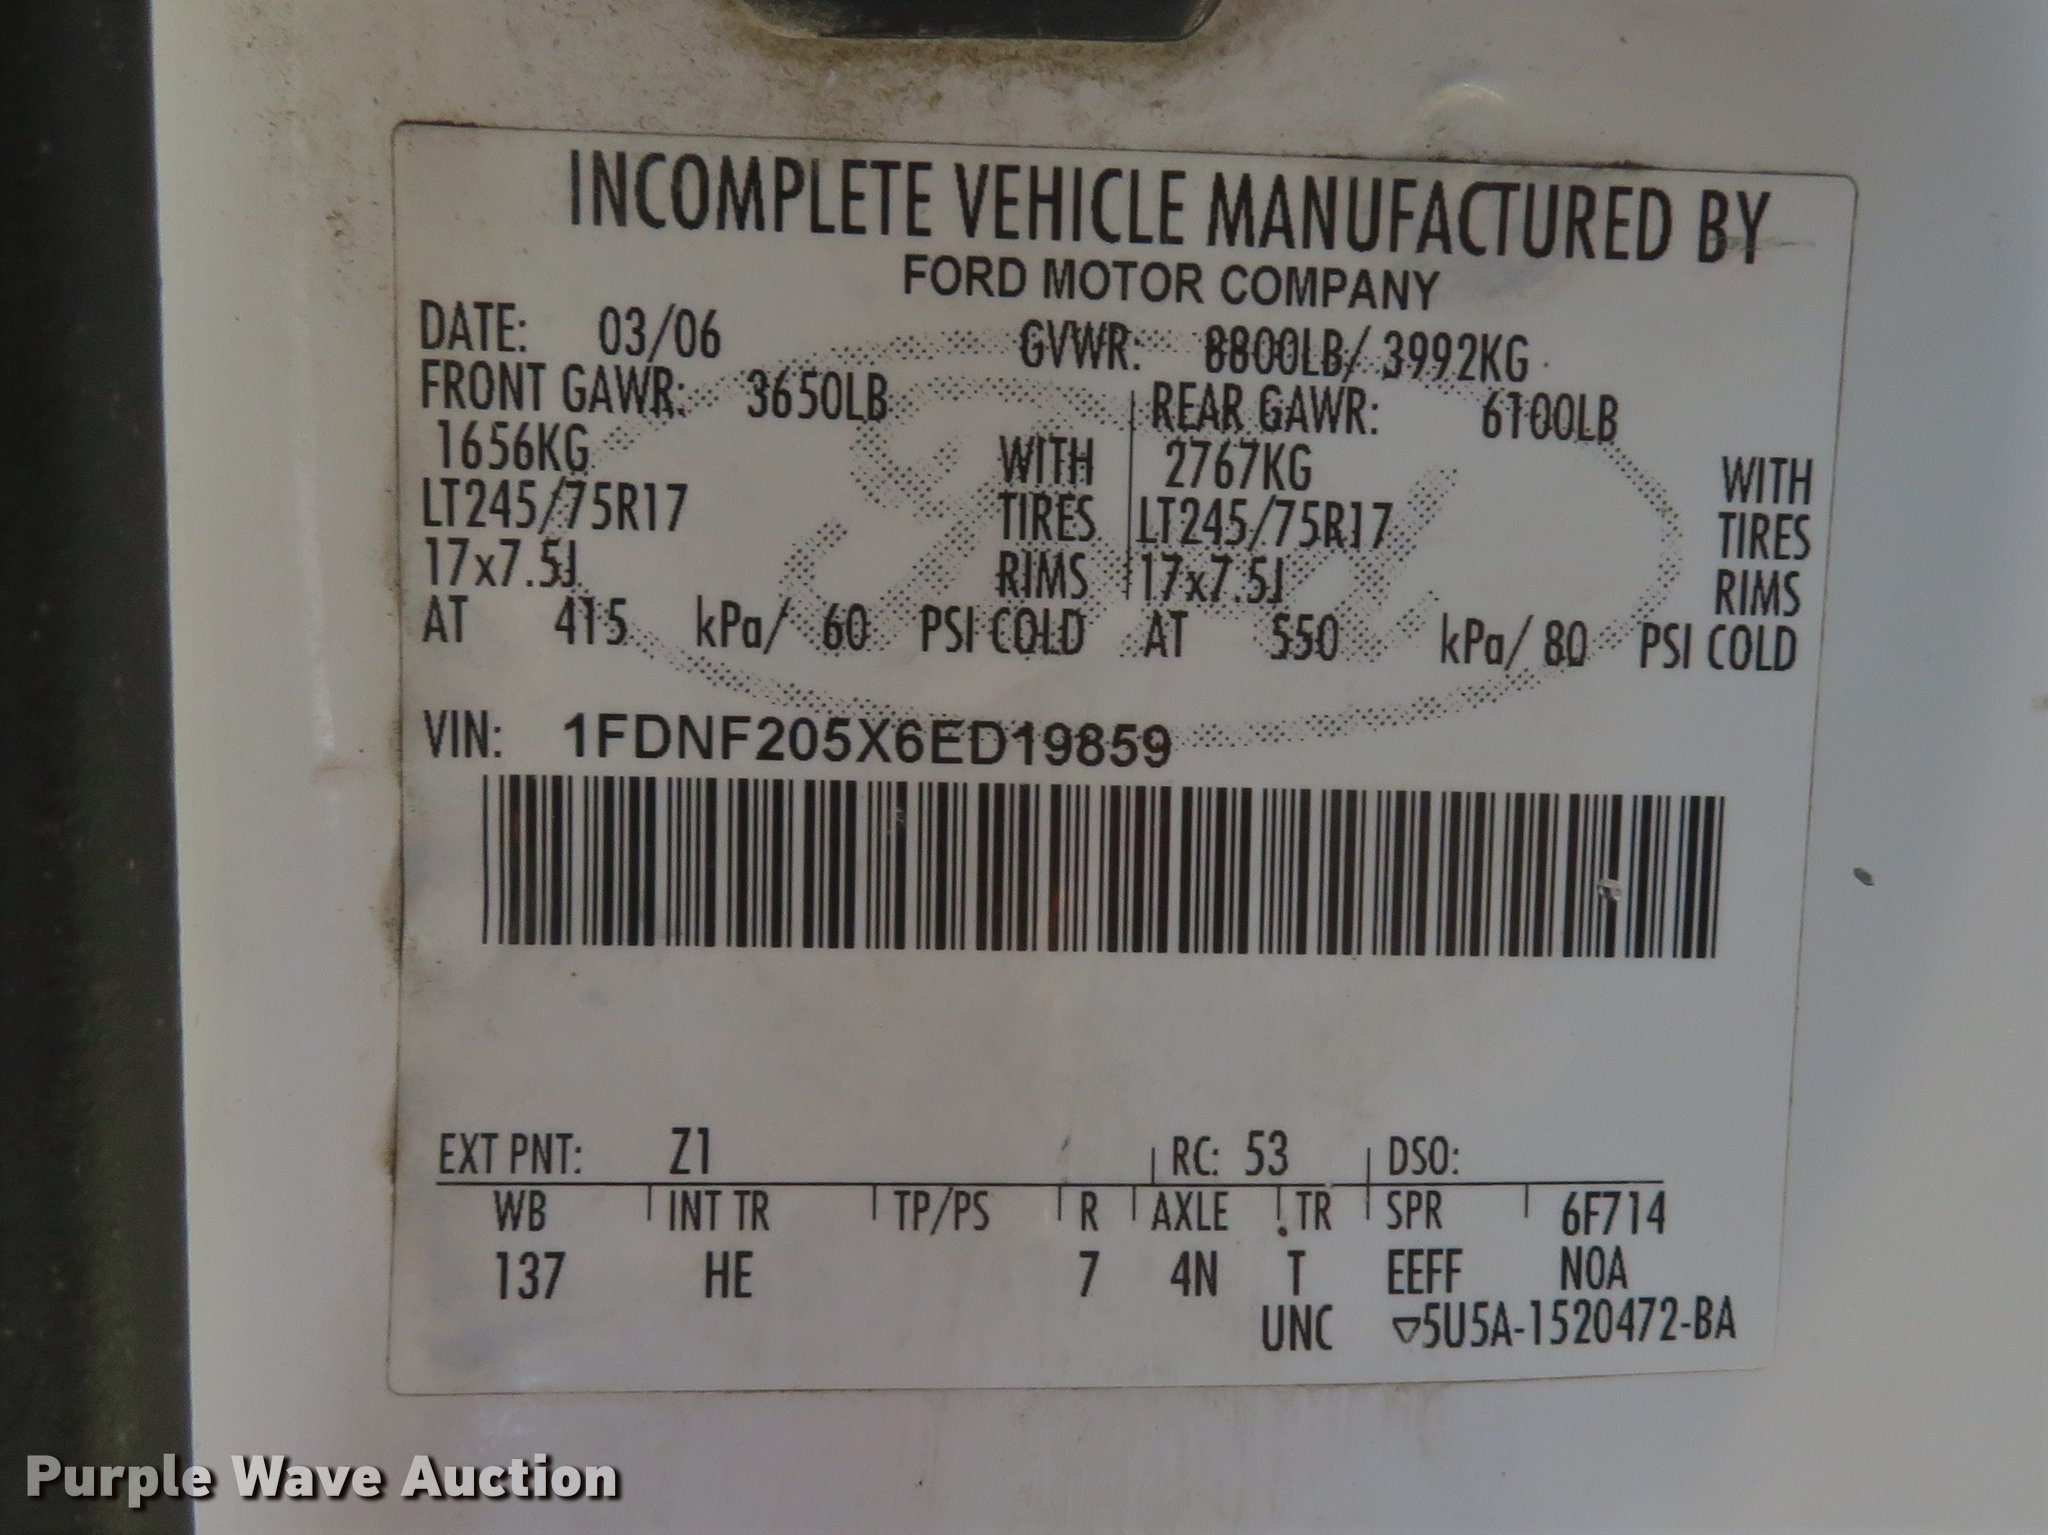 INCOMPLETE VEHICLE MANUFACTURED BY
FORD MOTOR COMPANY
DATE: 03/06 GVWR: 8800LB/ 3992KG
FRONT GAWR: 3650LB REAR GAWR: 6100LB
1656KG WITH 2767KG WITH
LT245/75R17 TIRES LT245/75R17 TIRES
17x7.5J RIMS 17x7.5J RIMS
AT 415 kPa/ 60 PSI COLD AT 550 kPa/ 80 PSI COLD
VIN: 1FDNF205X6ED19859
EXT PNT: Z1 RC: 53 DSO:
WB INT TR TP/PS R AXLE TR SPR 6F714
137 HE 7 4N T EEFF NOA
UNC ▽5U5A-1520472-BA
Purple Wave Auction